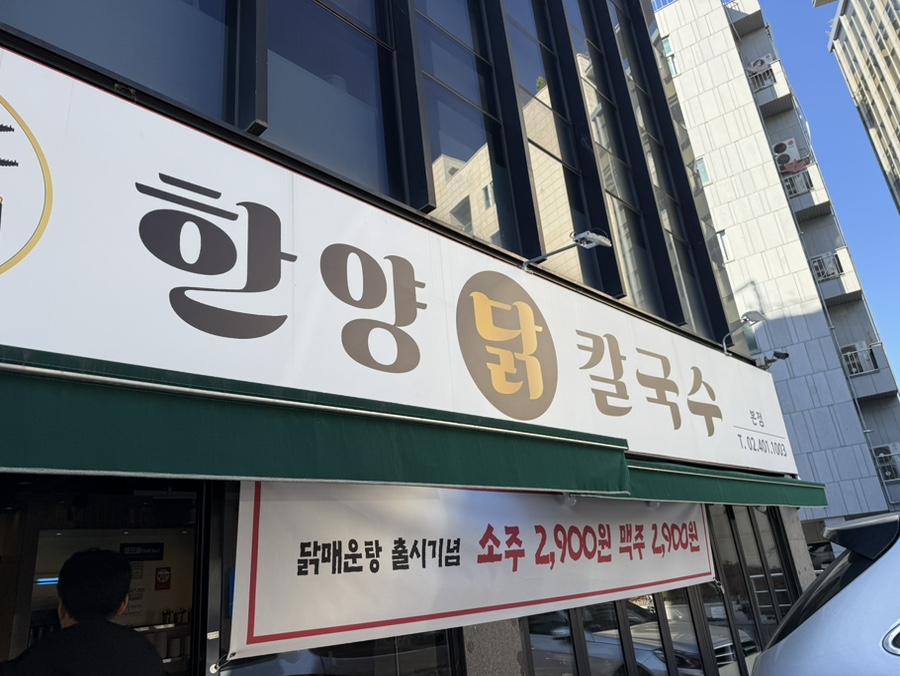 한양 닭 칼국수
본점
T. 02.401.1003
닭매운탕 출시기념 소주 2,900원 맥주 2,900원